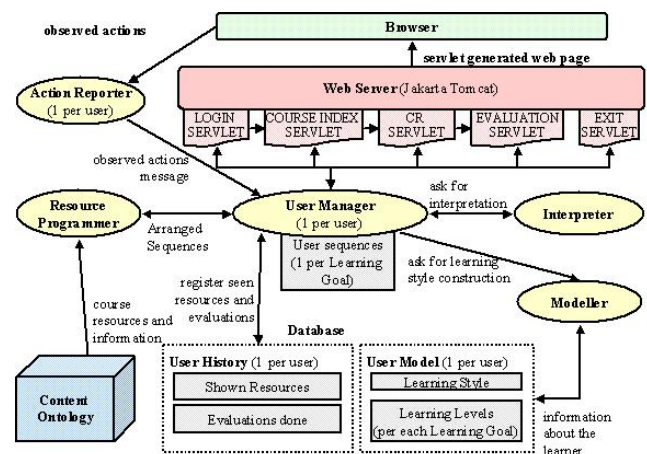 observed actions
Browser
servlet generated web page
Web Server (Jakarta Tomcat)
Action Reporter
(1 per user)
LOGIN
SERVLET
COURSE INDEX
SERVLET
CR
SERVLET
EVALUATION
SERVLET
EXIT
SERVLET
observed actions
message
Resource
Programmer
Arranged
Sequences
User Manager
(1 per user)
User sequences
(1 per Learning
Goal)
ask for
interpretation
Interpreter
ask for learning
style construction
Modeller
register seen
resources and
evaluations
course
resources and
information
Database
Content
Ontology
User History (1 per user)
Shown Resources
Evaluations done
User Model (1 per user)
Learning Style
Learning Levels
(per each Learning Goal)
information
about the
learner